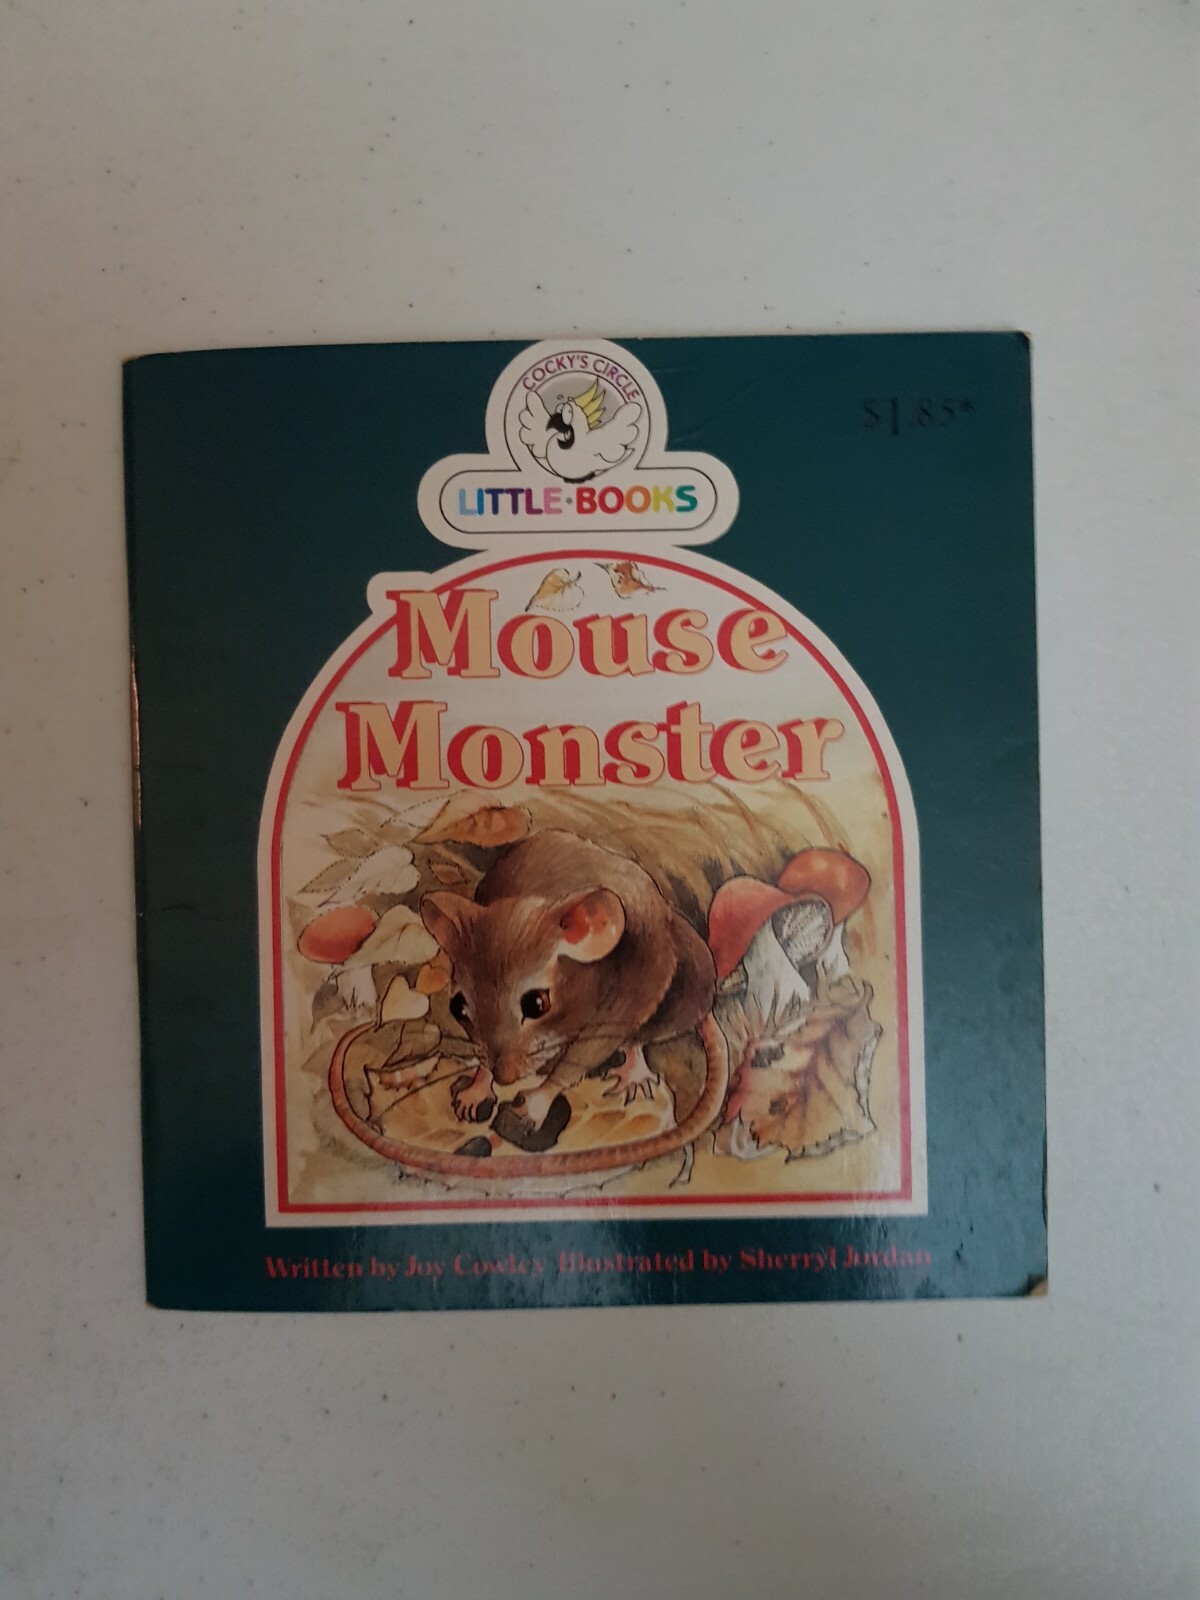 COCKY'S CIRCLE
$1.85*
LITTLE·BOOKS
Mouse
Monster
Written by Joy Cowley Illustrated by Sherryl Jordan